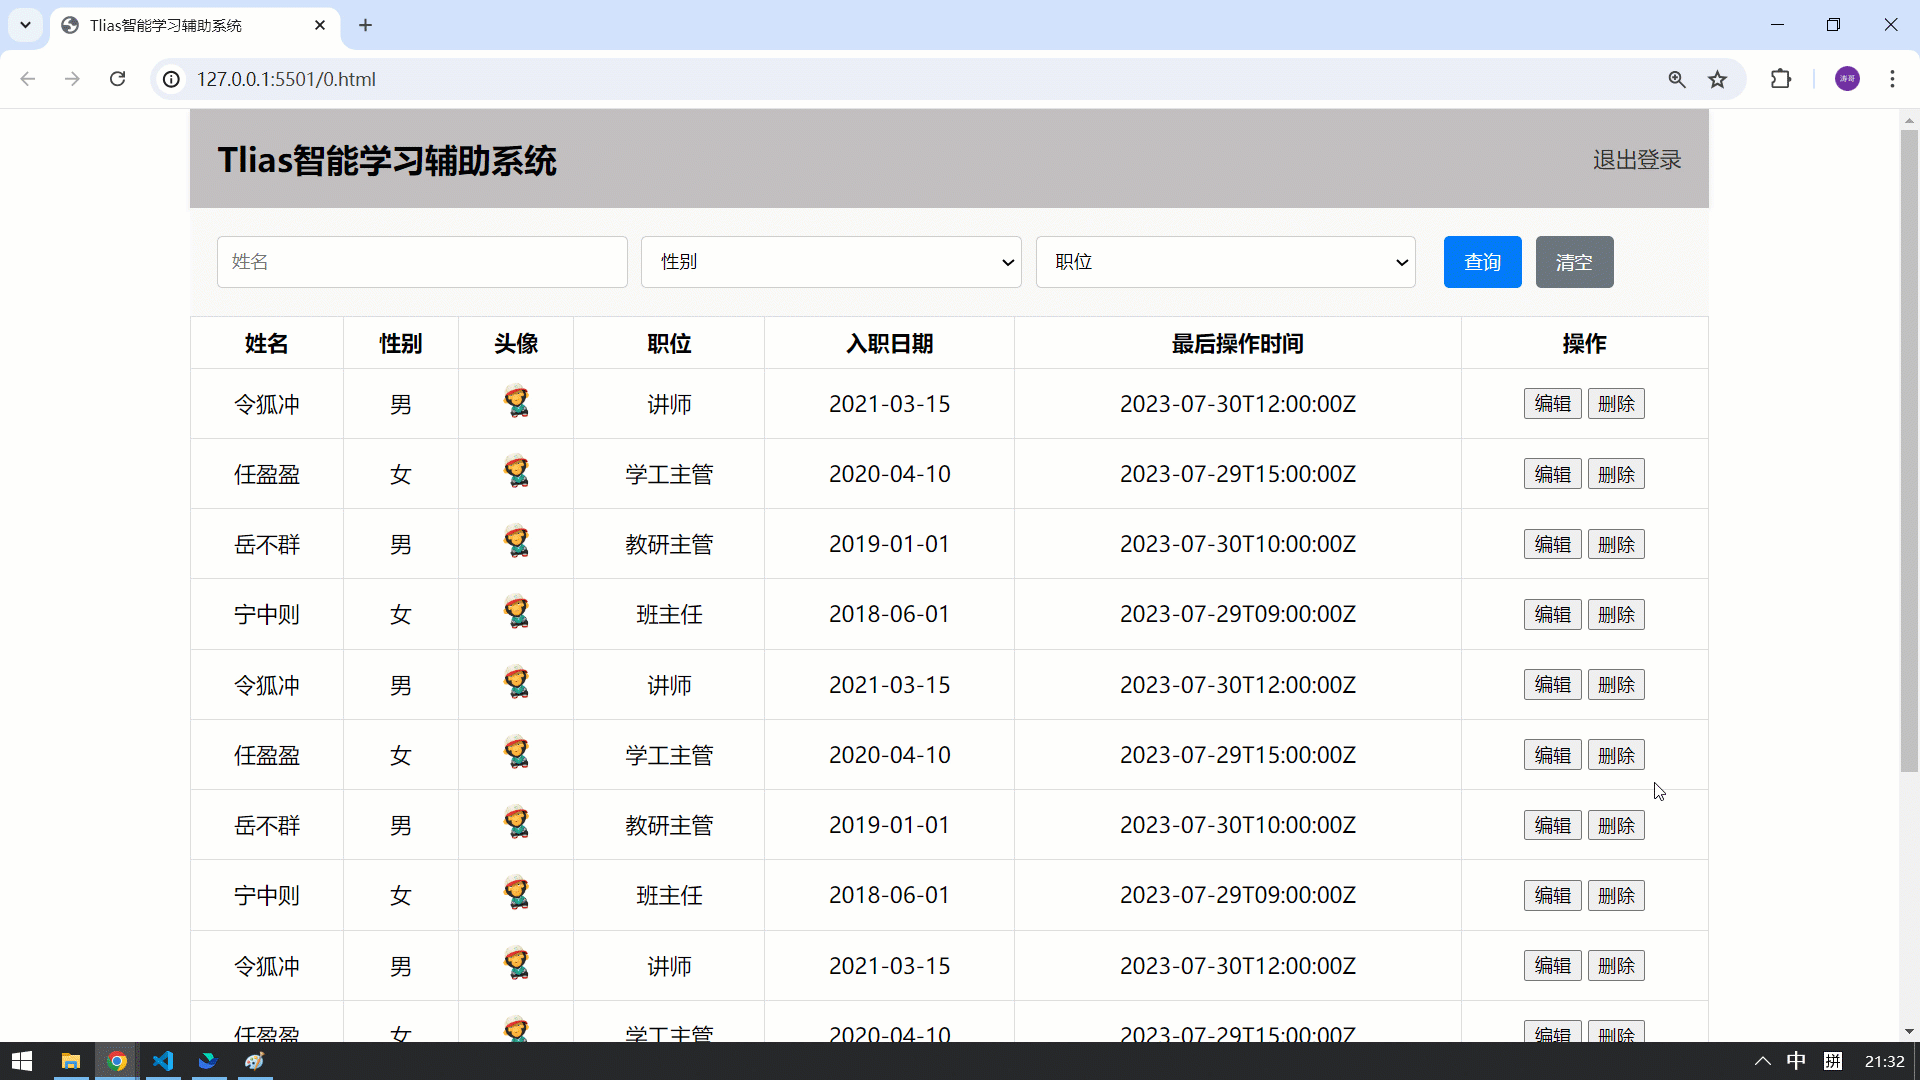 Tlias智能学习辅助系统
127.0.0.1:5501/0.html
涛哥
Tlias智能学习辅助系统 退出登录
姓名 性别 职位 查询 清空
姓名 性别 头像 职位 入职日期 最后操作时间 操作
令狐冲 男 讲师 2021-03-15 2023-07-30T12:00:00Z 编辑 删除
任盈盈 女 学工主管 2020-04-10 2023-07-29T15:00:00Z 编辑 删除
岳不群 男 教研主管 2019-01-01 2023-07-30T10:00:00Z 编辑 删除
宁中则 女 班主任 2018-06-01 2023-07-29T09:00:00Z 编辑 删除
令狐冲 男 讲师 2021-03-15 2023-07-30T12:00:00Z 编辑 删除
任盈盈 女 学工主管 2020-04-10 2023-07-29T15:00:00Z 编辑 删除
岳不群 男 教研主管 2019-01-01 2023-07-30T10:00:00Z 编辑 删除
宁中则 女 班主任 2018-06-01 2023-07-29T09:00:00Z 编辑 删除
令狐冲 男 讲师 2021-03-15 2023-07-30T12:00:00Z 编辑 删除
任盈盈 女 学工主管 2020-04-10 2023-07-29T15:00:00Z 编辑 删除
中 拼 21:32